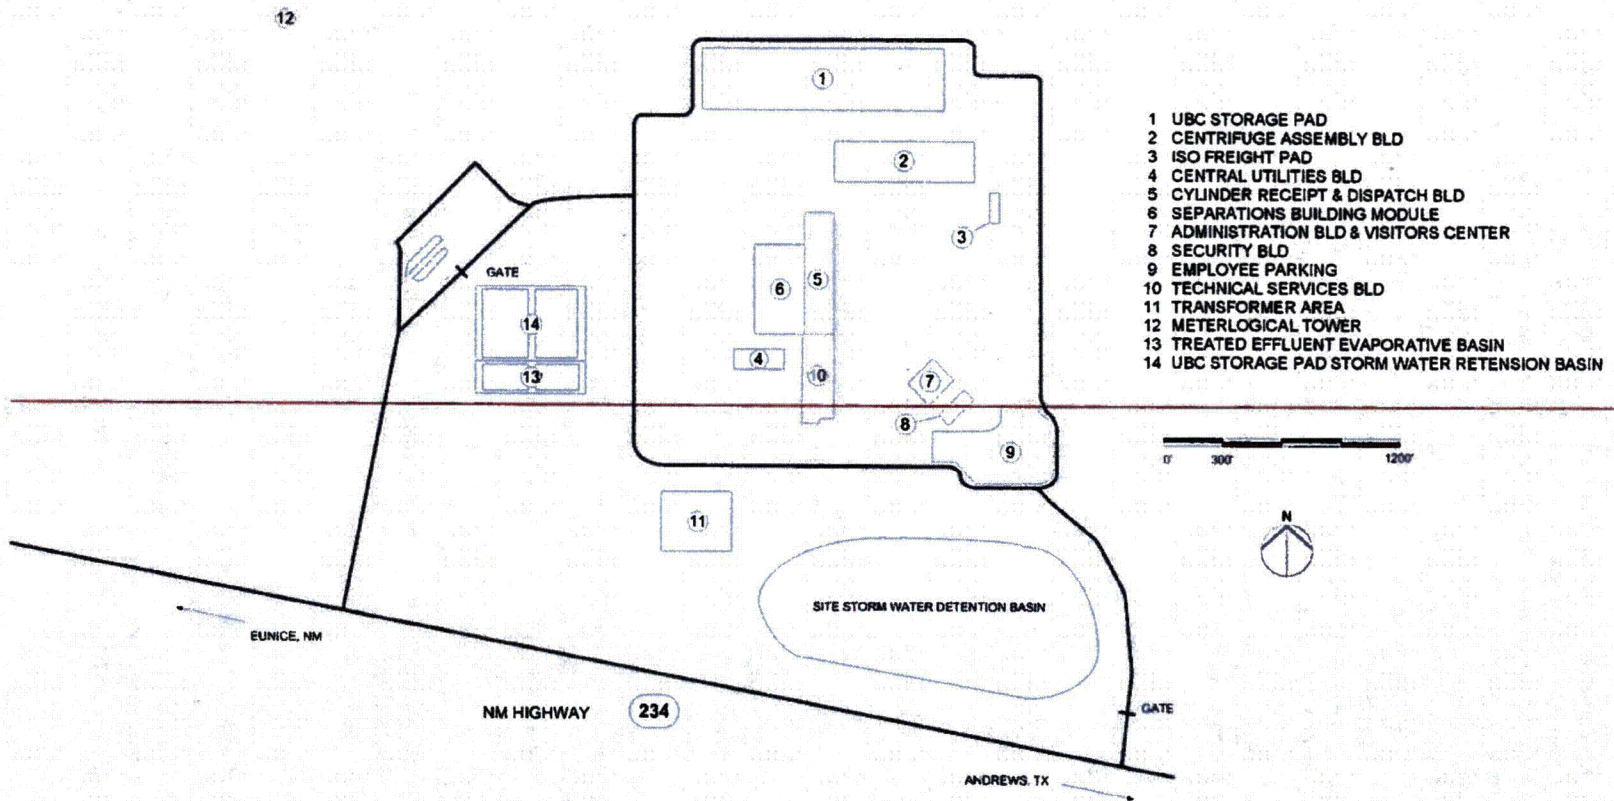 12
1
2
3
4
5
6
7
8
9
10
11
13
14
GATE
1 UBC STORAGE PAD
2 CENTRIFUGE ASSEMBLY BLD
3 ISO FREIGHT PAD
4 CENTRAL UTILITIES BLD
5 CYLINDER RECEIPT & DISPATCH BLD
6 SEPARATIONS BUILDING MODULE
7 ADMINISTRATION BLD & VISITORS CENTER
8 SECURITY BLD
9 EMPLOYEE PARKING
10 TECHNICAL SERVICES BLD
11 TRANSFORMER AREA
12 METERLOGICAL TOWER
13 TREATED EFFLUENT EVAPORATIVE BASIN
14 UBC STORAGE PAD STORM WATER RETENSION BASIN
0' 300' 1200'
N
SITE STORM WATER DETENTION BASIN
EUNICE, NM
NM HIGHWAY 234
GATE
ANDREWS, TX